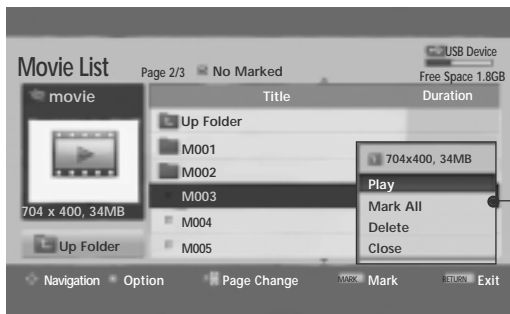 USB Device
Movie List Page 2/3 No Marked Free Space 1.8GB
movie Title Duration
Up Folder
M001
M002
M003
M004
M005
704 x 400, 34MB
Up Folder
704x400, 34MB
Play
Mark All
Delete
Close
Navigation Option Page Change MARK Mark RETURN Exit